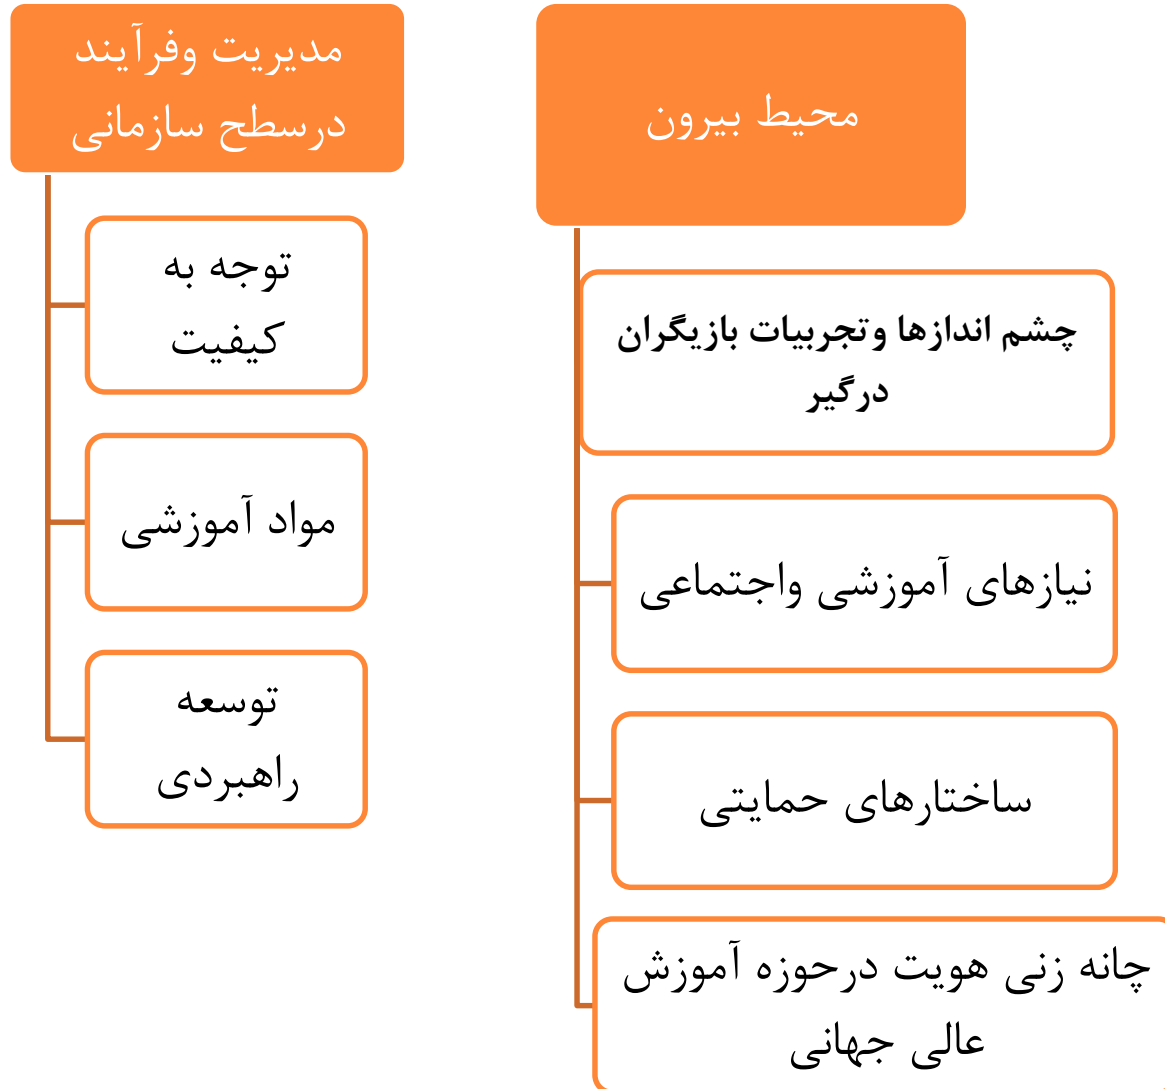 محیط بیرون
چشم اندازها وتجربیات بازیگران
درگیر
نیازهای آموزشی واجتماعی
ساختارهای حمایتی
چانه زنی هویت درحوزه آموزش
عالی جهانی
مدیریت وفرآیند
درسطح سازمانی
توجه به
کیفیت
مواد آموزشی
توسعه
راهبردی